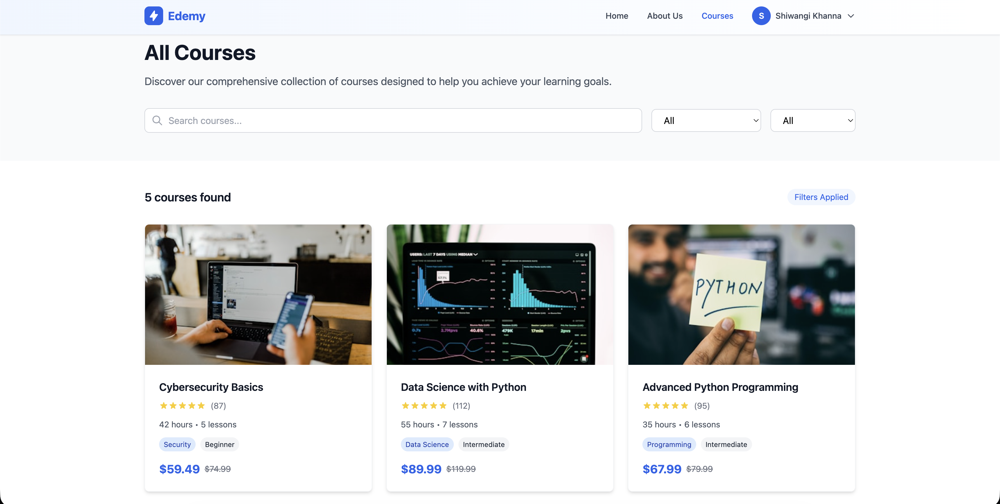 Edemy
Home
About Us
Courses
S
Shiwangi Khanna
All Courses
Discover our comprehensive collection of courses designed to help you achieve your learning goals.
Search courses...
All
All
5 courses found
Filters Applied
USERS: LAST 7 DAYS USING MEDIAN
57.1%
0.7s
2.7Mpvs
40.6%
479K
17min
2pvs
PYTHON
Cybersecurity Basics
(87)
42 hours • 5 lessons
Security
Beginner
$59.49 $74.99
Data Science with Python
(112)
55 hours • 7 lessons
Data Science
Intermediate
$89.99 $119.99
Advanced Python Programming
(95)
35 hours • 6 lessons
Programming
Intermediate
$67.99 $79.99